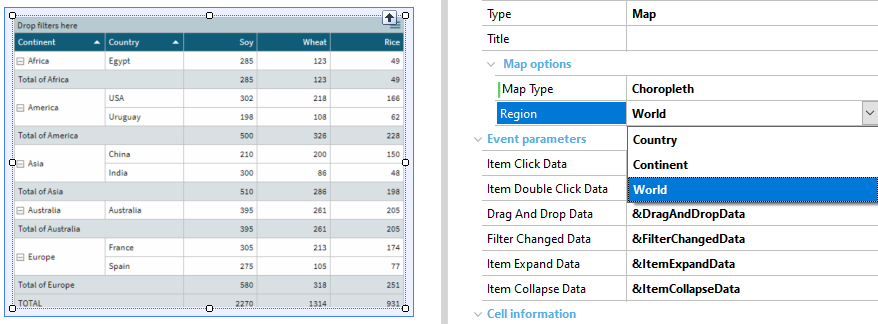 Drop filters here
Continent Country Soy Wheat Rice
Africa Egypt 285 123 49
Total of Africa 285 123 49
America USA 302 218 166
Uruguay 198 108 62
Total of America 500 326 228
Asia China 210 200 150
India 300 86 48
Total of Asia 510 286 198
Australia Australia 395 261 205
Total of Australia 395 261 205
Europe France 305 213 174
Spain 275 105 77
Total of Europe 580 318 251
TOTAL 2270 1314 931
Type Map
Title
Map options
Map Type Choropleth
Region World
Country
Continent
World
Event parameters
Item Click Data
Item Double Click Data
Drag And Drop Data &DragAndDropData
Filter Changed Data &FilterChangedData
Item Expand Data &ItemExpandData
Item Collapse Data &ItemCollapseData
Cell information